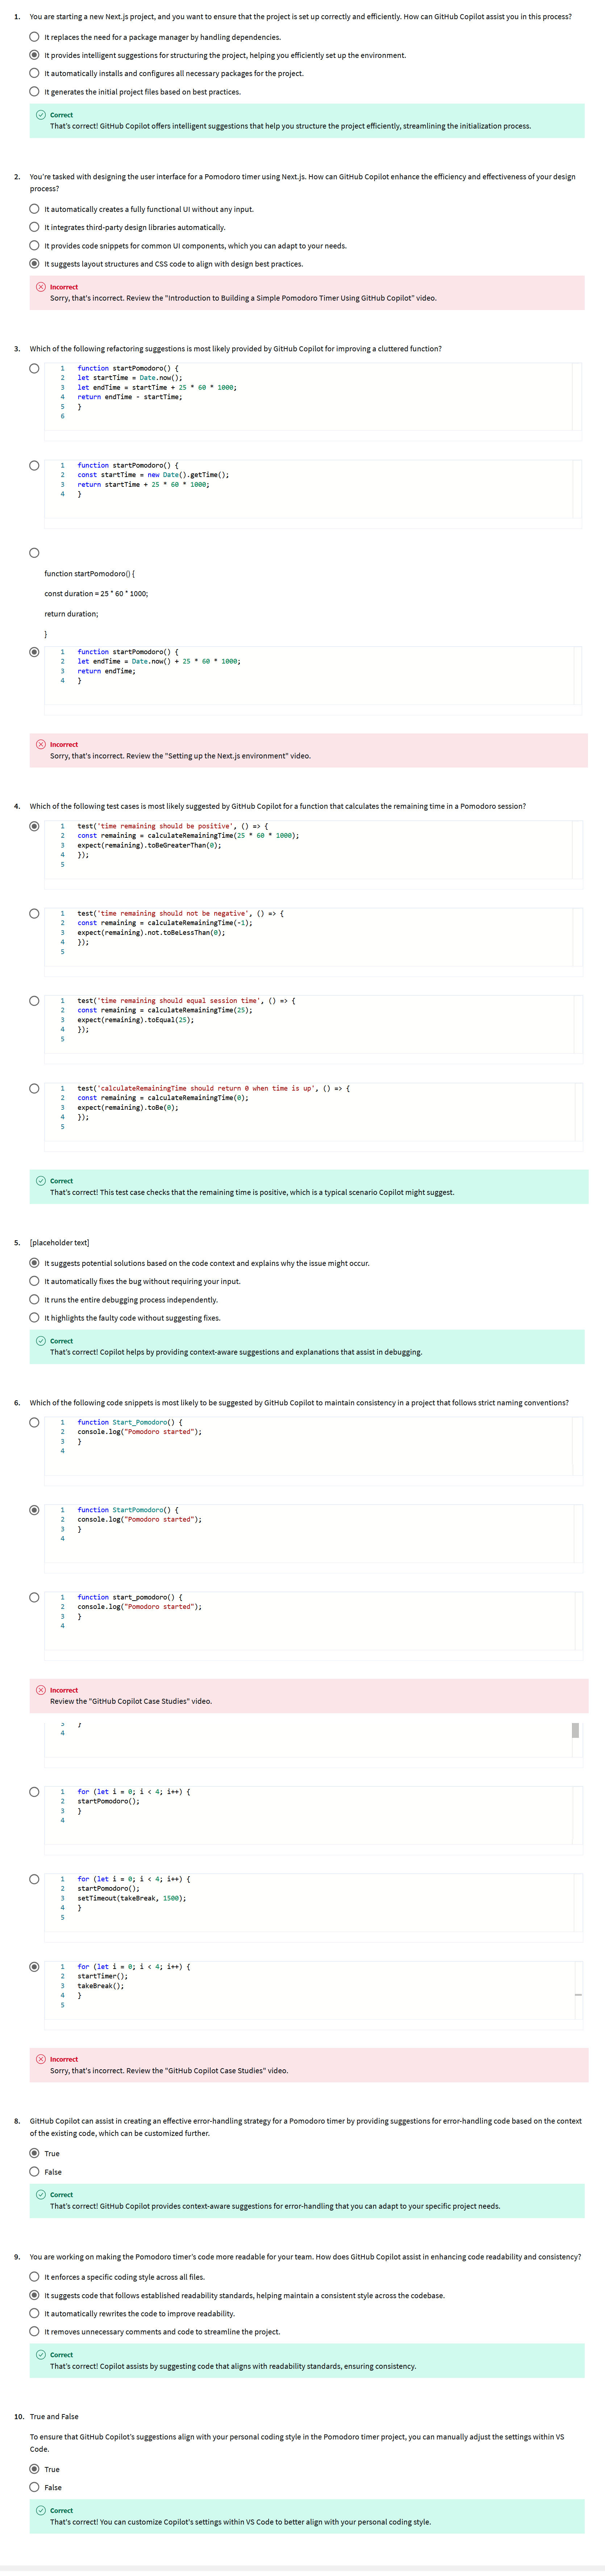 1. You are starting a new Next.js project, and you want to ensure that the project is set up correctly and efficiently. How can GitHub Copilot assist you in this process?
It replaces the need for a package manager by handling dependencies.
It provides intelligent suggestions for structuring the project, helping you efficiently set up the environment.
It automatically installs and configures all necessary packages for the project.
It generates the initial project files based on best practices.
Correct
That's correct! GitHub Copilot offers intelligent suggestions that help you structure the project efficiently, streamlining the initialization process.
2. You're tasked with designing the user interface for a Pomodoro timer using Next.js. How can GitHub Copilot enhance the efficiency and effectiveness of your design
process?
It automatically creates a fully functional UI without any input.
It integrates third-party design libraries automatically.
It provides code snippets for common UI components, which you can adapt to your needs.
It suggests layout structures and CSS code to align with design best practices.
Incorrect
Sorry, that's incorrect. Review the "Introduction to Building a Simple Pomodoro Timer Using GitHub Copilot" video.
3. Which of the following refactoring suggestions is most likely provided by GitHub Copilot for improving a cluttered function?
1 function startPomodoro() {
2 let startTime = Date.now();
3 let endTime = startTime + 25 * 60 * 1000;
4 return endTime - startTime;
5 }
6
1 function startPomodoro() {
2 const startTime = new Date().getTime();
3 return startTime + 25 * 60 * 1000;
4 }
function startPomodoro() {
const duration = 25 * 60 * 1000;
return duration;
}
1 function startPomodoro() {
2 let endTime = Date.now() + 25 * 60 * 1000;
3 return endTime;
4 }
Incorrect
Sorry, that's incorrect. Review the "Setting up the Next.js environment" video.
4. Which of the following test cases is most likely suggested by GitHub Copilot for a function that calculates the remaining time in a Pomodoro session?
1 test('time remaining should be positive', () => {
2 const remaining = calculateRemainingTime(25 * 60 * 1000);
3 expect(remaining).toBeGreaterThan(0);
4 });
5
1 test('time remaining should not be negative', () => {
2 const remaining = calculateRemainingTime(-1);
3 expect(remaining).not.toBeLessThan(0);
4 });
5
1 test('time remaining should equal session time', () => {
2 const remaining = calculateRemainingTime(25);
3 expect(remaining).toEqual(25);
4 });
5
1 test('calculateRemainingTime should return 0 when time is up', () => {
2 const remaining = calculateRemainingTime(0);
3 expect(remaining).toBe(0);
4 });
5
Correct
That's correct! This test case checks that the remaining time is positive, which is a typical scenario Copilot might suggest.
5. [placeholder text]
It suggests potential solutions based on the code context and explains why the issue might occur.
It automatically fixes the bug without requiring your input.
It runs the entire debugging process independently.
It highlights the faulty code without suggesting fixes.
Correct
That's correct! Copilot helps by providing context-aware suggestions and explanations that assist in debugging.
6. Which of the following code snippets is most likely to be suggested by GitHub Copilot to maintain consistency in a project that follows strict naming conventions?
1 function Start_Pomodoro() {
2 console.log("Pomodoro started");
3 }
4
1 function StartPomodoro() {
2 console.log("Pomodoro started");
3 }
4
1 function start_pomodoro() {
2 console.log("Pomodoro started");
3 }
4
Incorrect
Review the "GitHub Copilot Case Studies" video.
4
1 for (let i = 0; i < 4; i++) {
2 startPomodoro();
3 }
4
1 for (let i = 0; i < 4; i++) {
2 startPomodoro();
3 setTimeout(takeBreak, 1500);
4 }
5
1 for (let i = 0; i < 4; i++) {
2 startTimer();
3 takeBreak();
4 }
5
Incorrect
Sorry, that's incorrect. Review the "GitHub Copilot Case Studies" video.
8. GitHub Copilot can assist in creating an effective error-handling strategy for a Pomodoro timer by providing suggestions for error-handling code based on the context
of the existing code, which can be customized further.
True
False
Correct
That's correct! GitHub Copilot provides context-aware suggestions for error-handling that you can adapt to your specific project needs.
9. You are working on making the Pomodoro timer's code more readable for your team. How does GitHub Copilot assist in enhancing code readability and consistency?
It enforces a specific coding style across all files.
It suggests code that follows established readability standards, helping maintain a consistent style across the codebase.
It automatically rewrites the code to improve readability.
It removes unnecessary comments and code to streamline the project.
Correct
That's correct! Copilot assists by suggesting code that aligns with readability standards, ensuring consistency.
10. True and False
To ensure that GitHub Copilot's suggestions align with your personal coding style in the Pomodoro timer project, you can manually adjust the settings within VS
Code.
True
False
Correct
That's correct! You can customize Copilot's settings within VS Code to better align with your personal coding style.